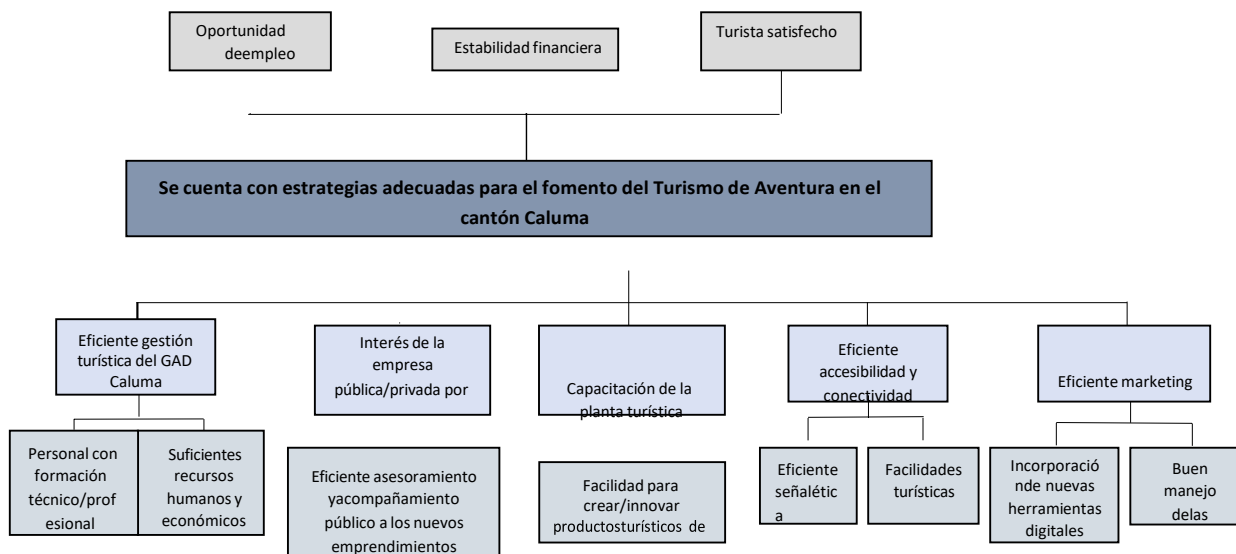 Oportunidad
deempleo
Estabilidad financiera
Turista satisfecho
Se cuenta con estrategias adecuadas para el fomento del Turismo de Aventura en el
cantón Caluma
Eficiente gestión
turística del GAD
Caluma
Interés de la
empresa
pública/privada por
Capacitación de la
planta turística
Eficiente
accesibilidad y
conectividad
Eficiente marketing
Personal con
formación
técnico/prof
esional
Suficientes
recursos
humanos y
económicos
Eficiente asesoramiento
yacompañamiento
público a los nuevos
emprendimientos
Facilidad para
crear/innovar
productosturísticos de
Eficiente
señalétic
a
Facilidades
turísticas
Incorporació
nde nuevas
herramientas
digitales
Buen
manejo
delas